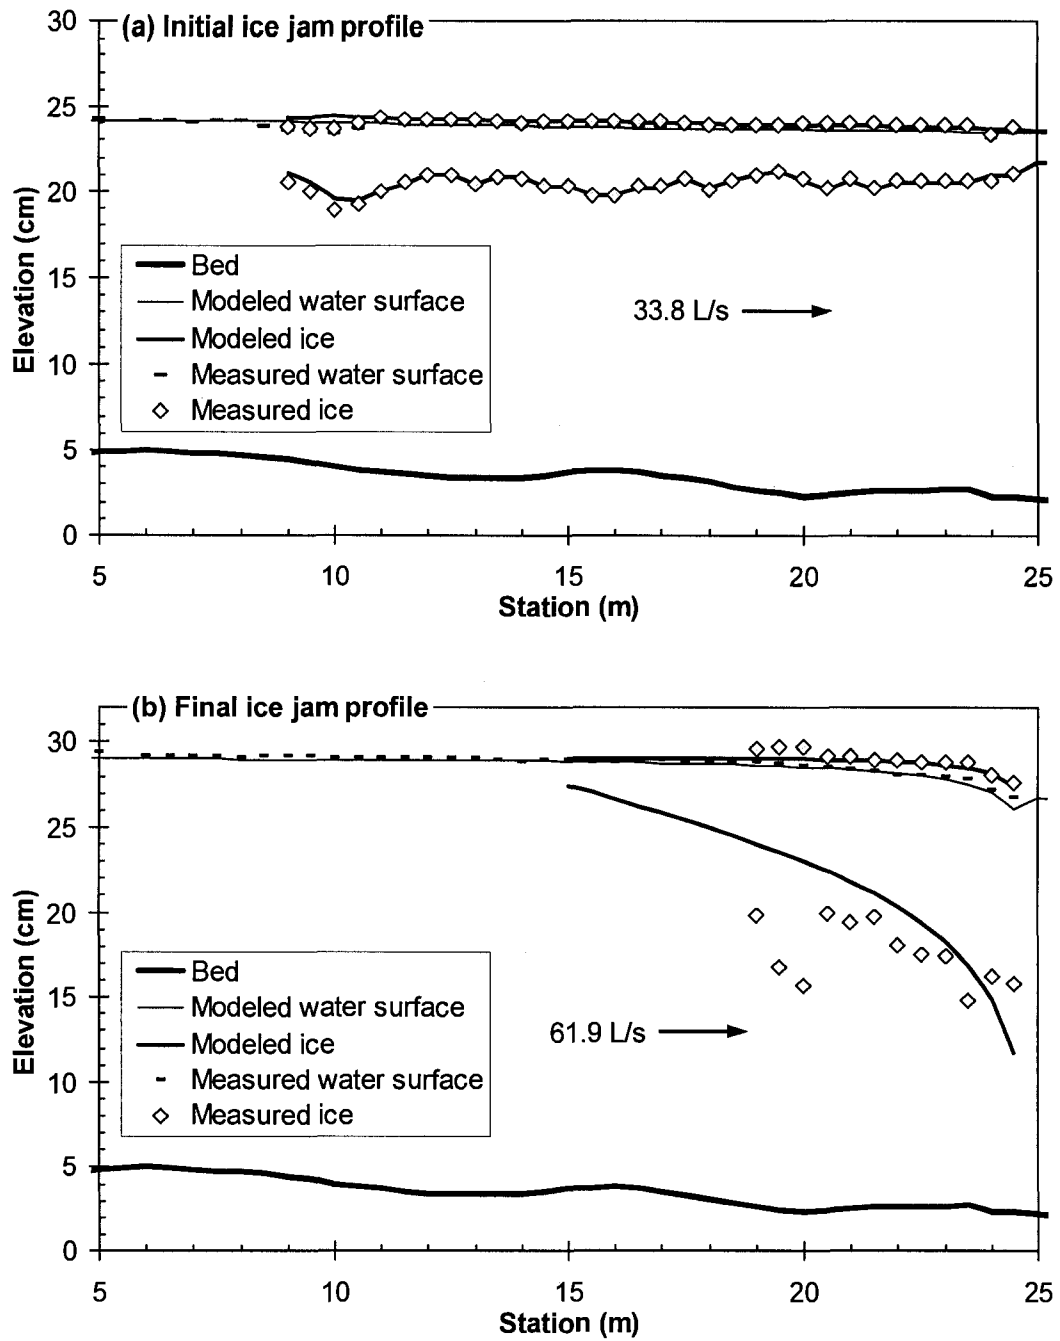 (a) Initial ice jam profile
30
25
20
15
10
5
0
Elevation (cm)
Bed
Modeled water surface
Modeled ice
Measured water surface
Measured ice
33.8 L/s
5 10 15 20 25
Station (m)
(b) Final ice jam profile
30
25
20
15
10
5
0
Elevation (cm)
Bed
Modeled water surface
Modeled ice
Measured water surface
Measured ice
61.9 L/s
5 10 15 20 25
Station (m)